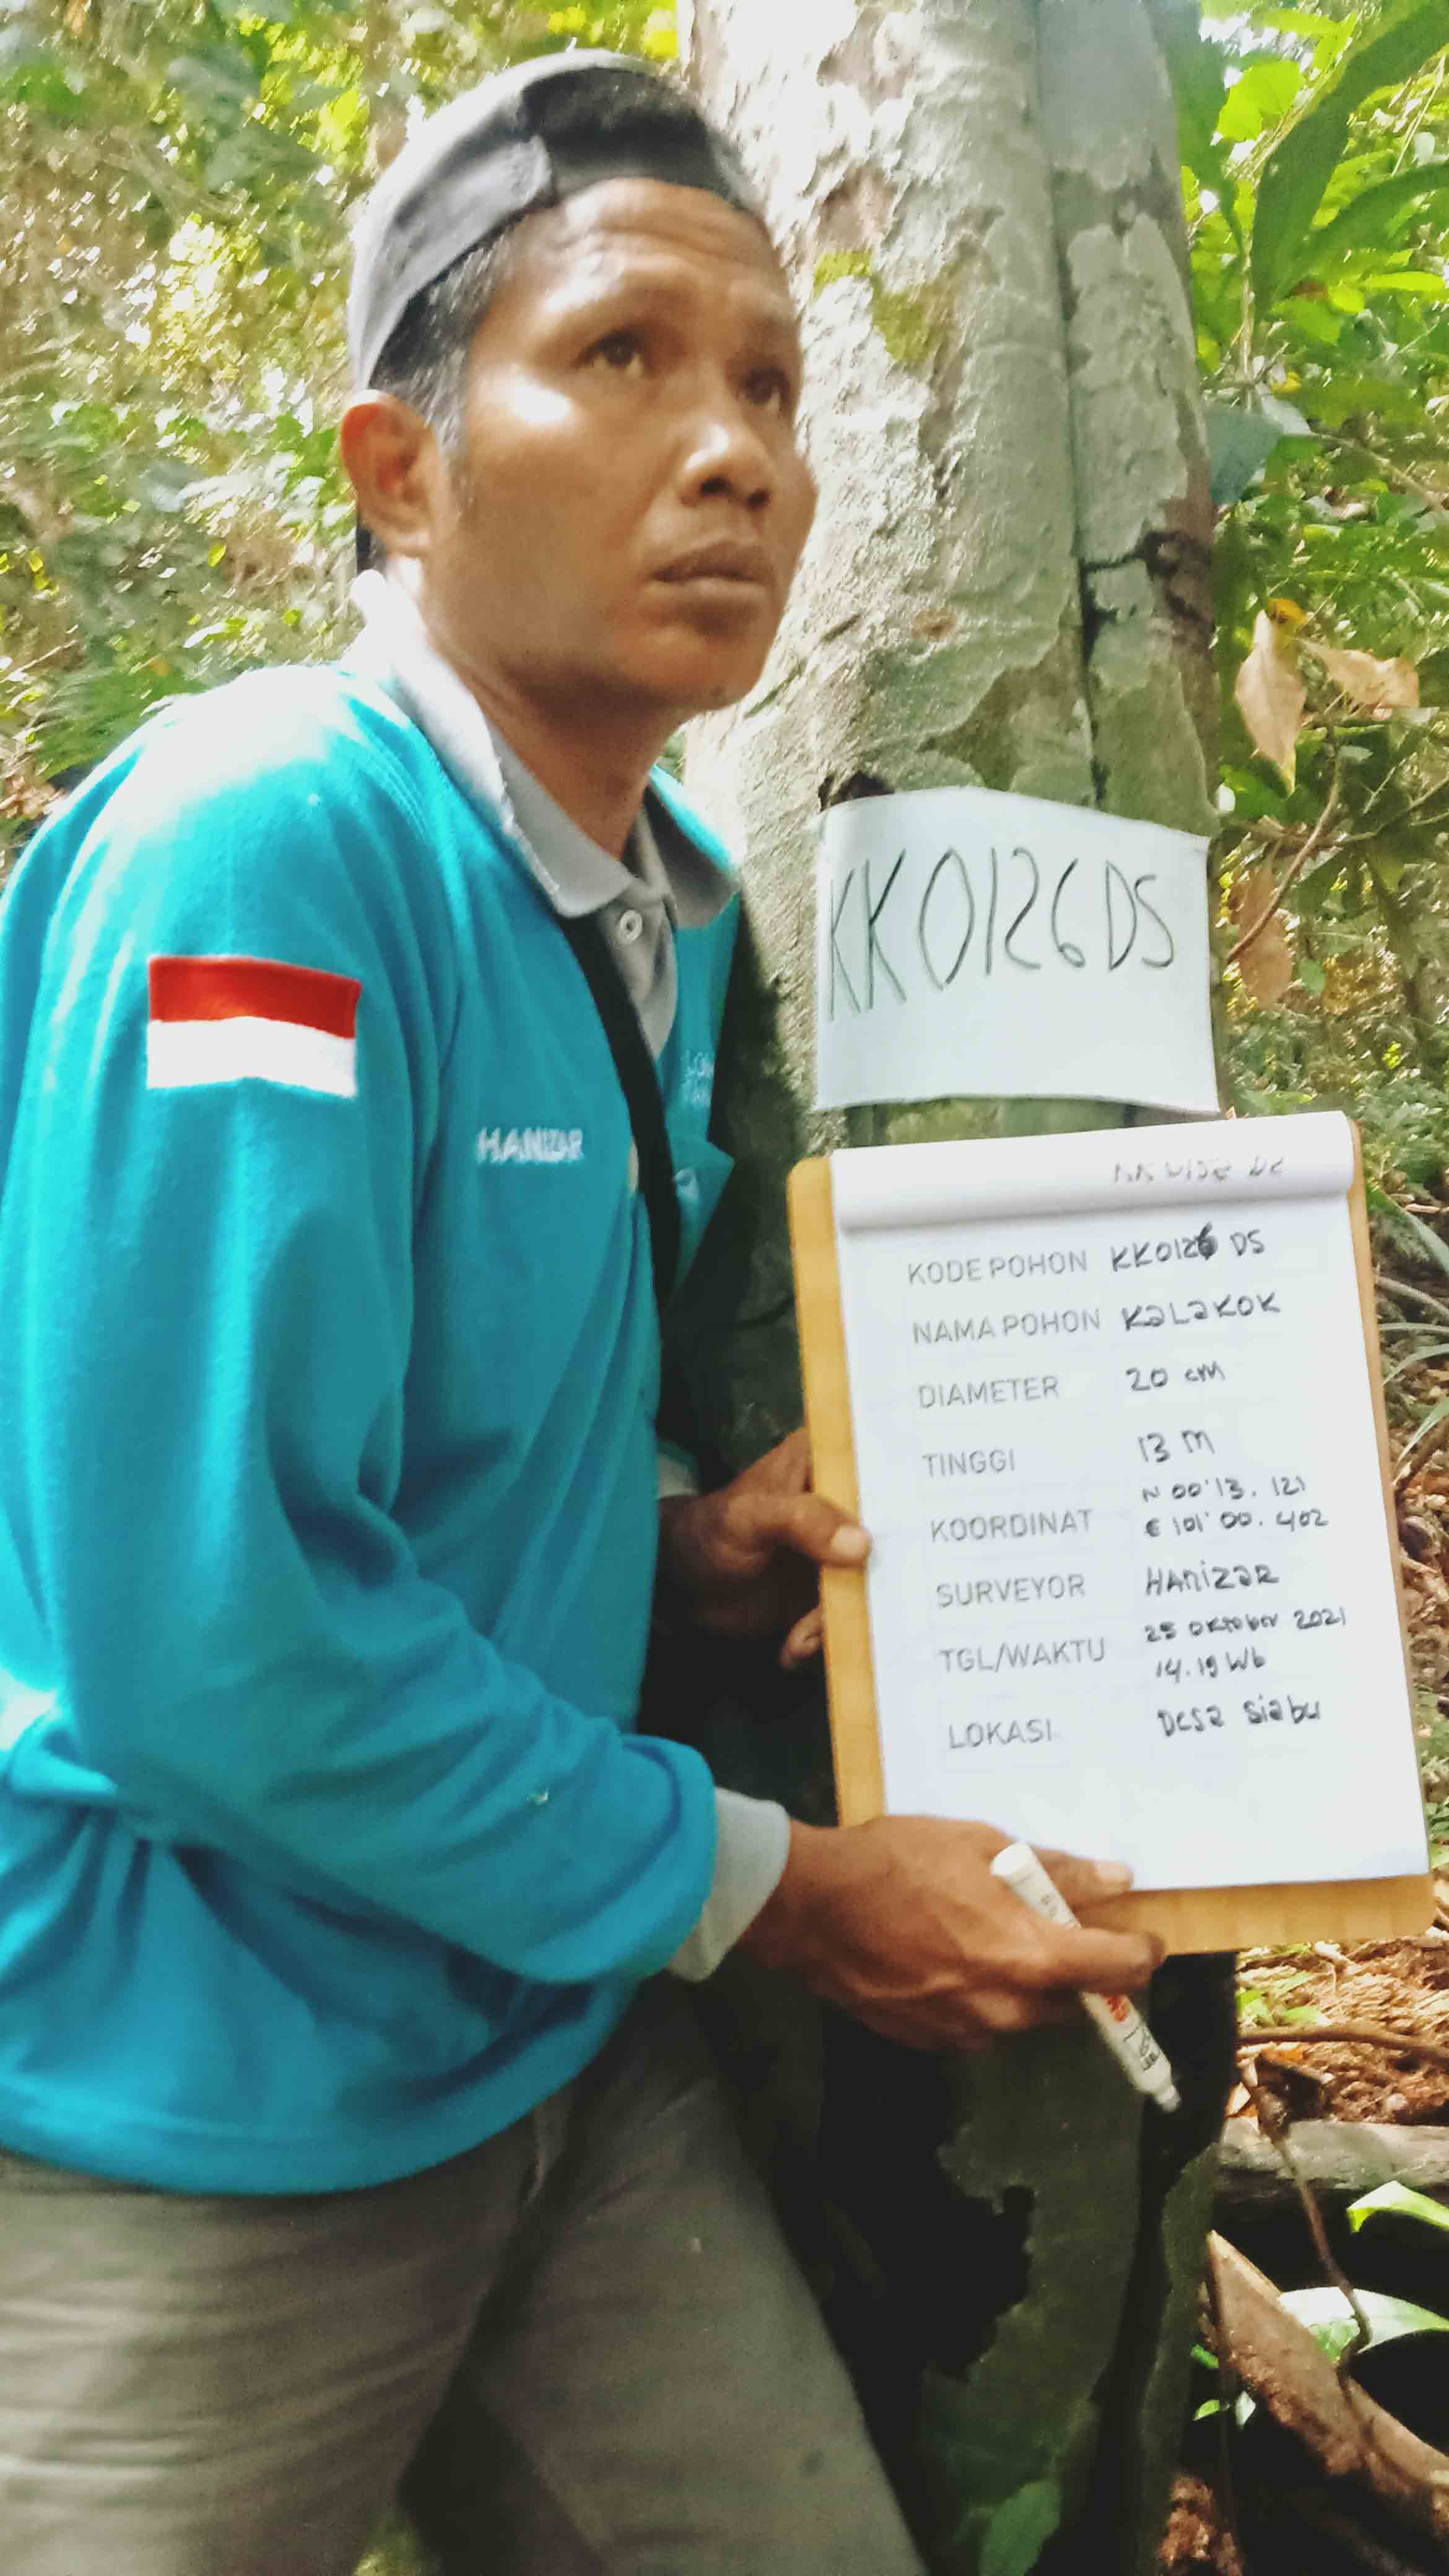 KK0126DS
HANIZAR
KODE POHON KK0126 DS
NAMA POHON KALAKOK
DIAMETER 20 cm
TINGGI 13 M
KOORDINAT N 00'13. 121
E 101'00. 402
SURVEYOR HANIZAR
TGL/WAKTU 25 Oktober 2021
14.19 Wb
LOKASI Desa Siabu